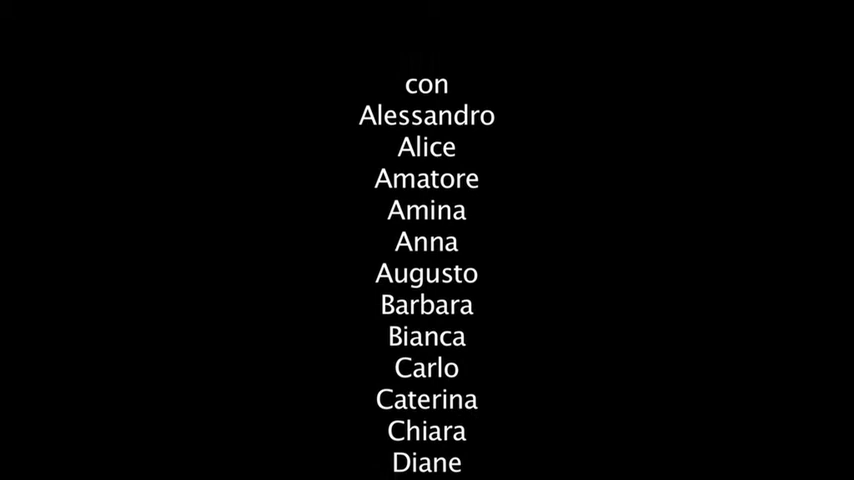 con
Alessandro
Alice
Amatore
Amina
Anna
Augusto
Barbara
Bianca
Carlo
Caterina
Chiara
Diane